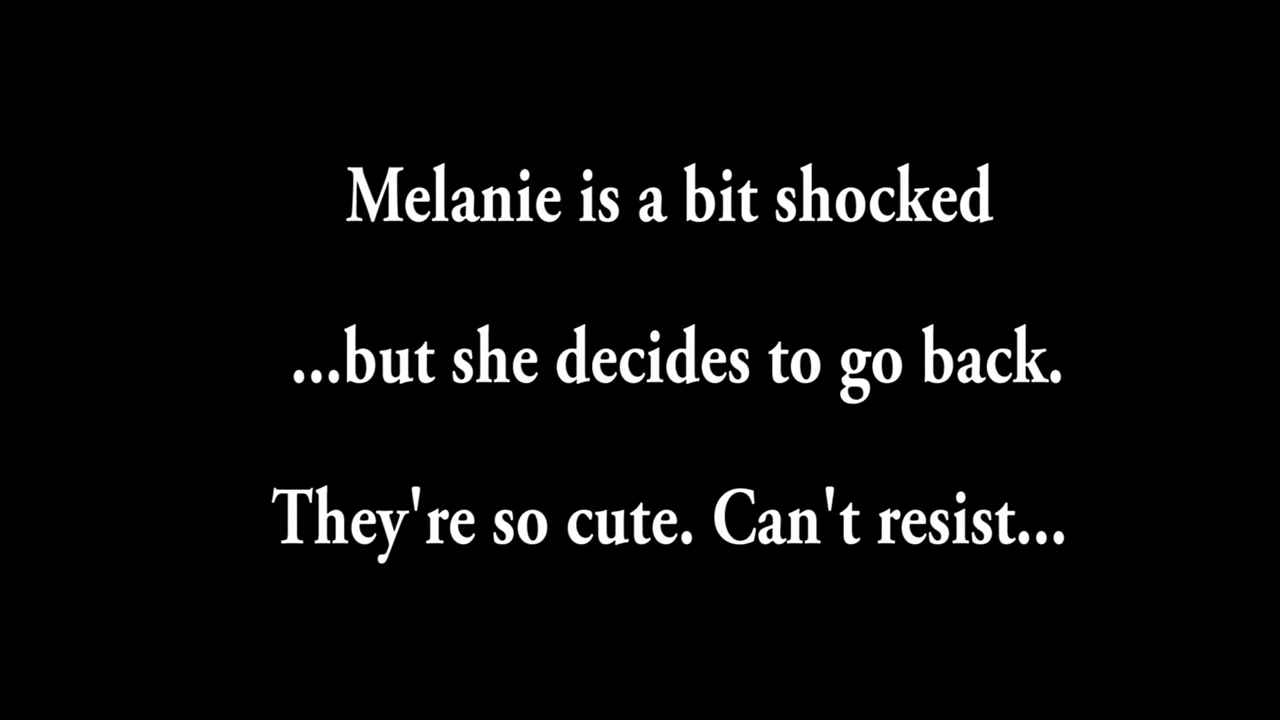 Melanie is a bit shocked
...but she decides to go back.
They're so cute. Can't resist...